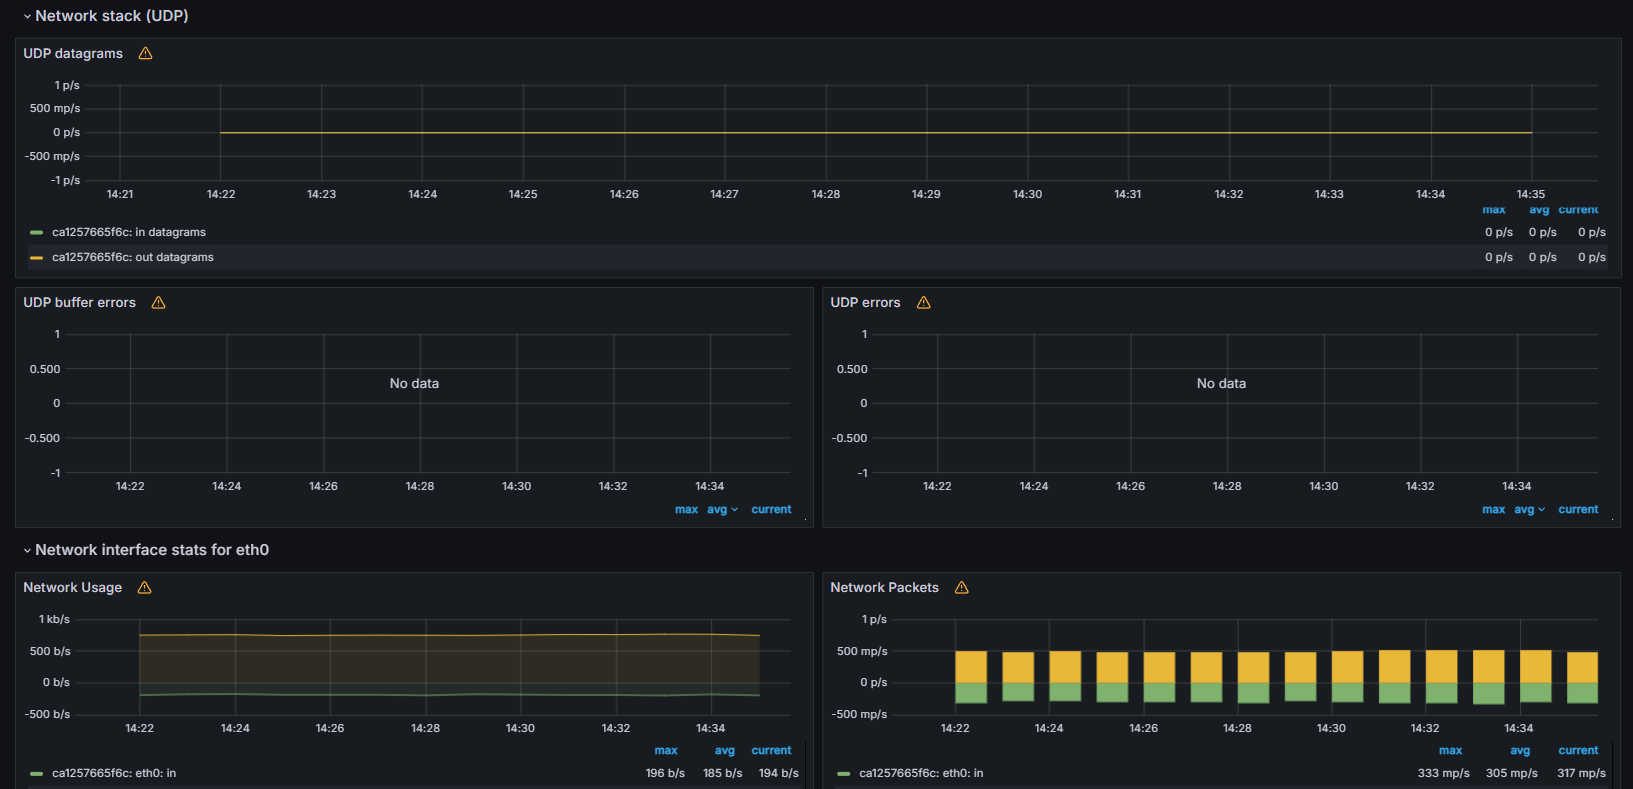 Network stack (UDP)
UDP datagrams
1 p/s
500 mp/s
0 p/s
-500 mp/s
-1 p/s
14:21 14:22 14:23 14:24 14:25 14:26 14:27 14:28 14:29 14:30 14:31 14:32 14:33 14:34 14:35
max avg current
ca1257665f6c: in datagrams 0 p/s 0 p/s 0 p/s
ca1257665f6c: out datagrams 0 p/s 0 p/s 0 p/s
UDP buffer errors
1
0.500
No data
0
-0.500
-1
14:22 14:24 14:26 14:28 14:30 14:32 14:34
max avg current
UDP errors
1
0.500
No data
0
-0.500
-1
14:22 14:24 14:26 14:28 14:30 14:32 14:34
max avg current
Network interface stats for eth0
Network Usage
1 kb/s
500 b/s
0 b/s
-500 b/s
14:22 14:24 14:26 14:28 14:30 14:32 14:34
max avg current
ca1257665f6c: eth0: in 196 b/s 185 b/s 194 b/s
Network Packets
1 p/s
500 mp/s
0 p/s
-500 mp/s
14:22 14:24 14:26 14:28 14:30 14:32 14:34
max avg current
ca1257665f6c: eth0: in 333 mp/s 305 mp/s 317 mp/s